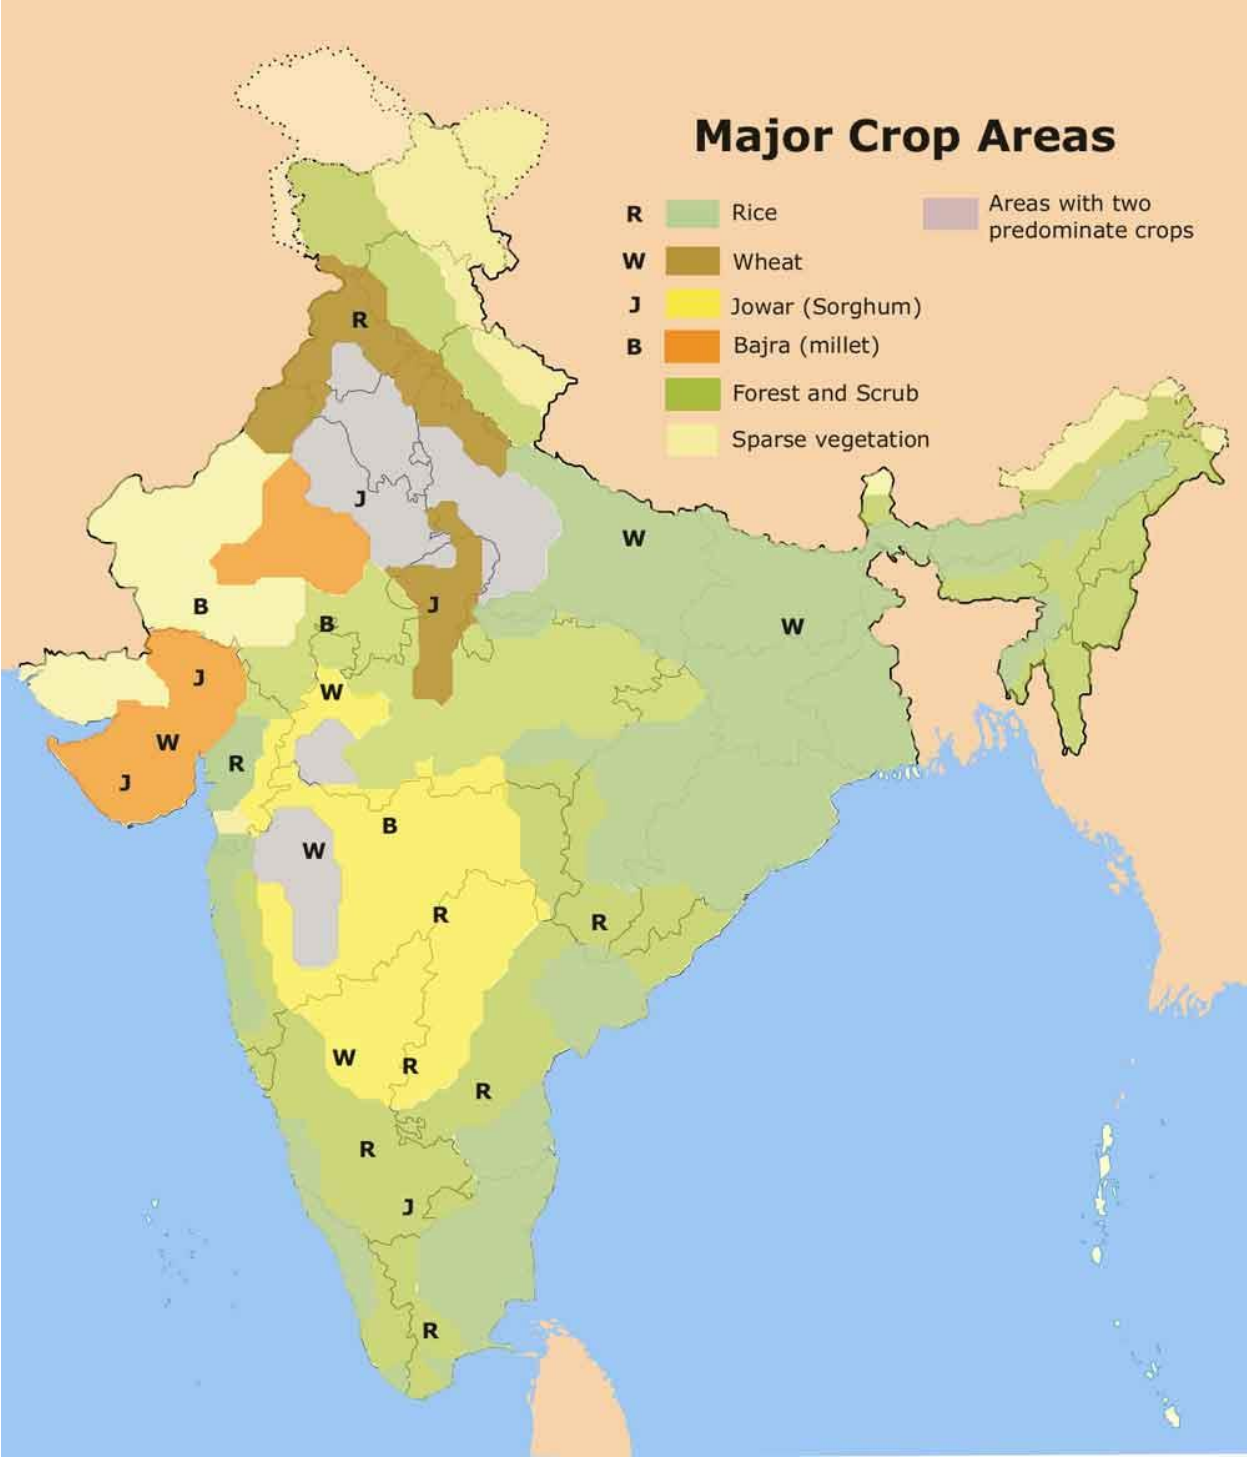 Major Crop Areas
R Rice
Areas with two
predominate crops
W Wheat
J Jowar (Sorghum)
B Bajra (millet)
Forest and Scrub
Sparse vegetation
R
J
W
B
J
B
W
J
W
W
R
J
B
W
R
R
W
R
R
R
J
R